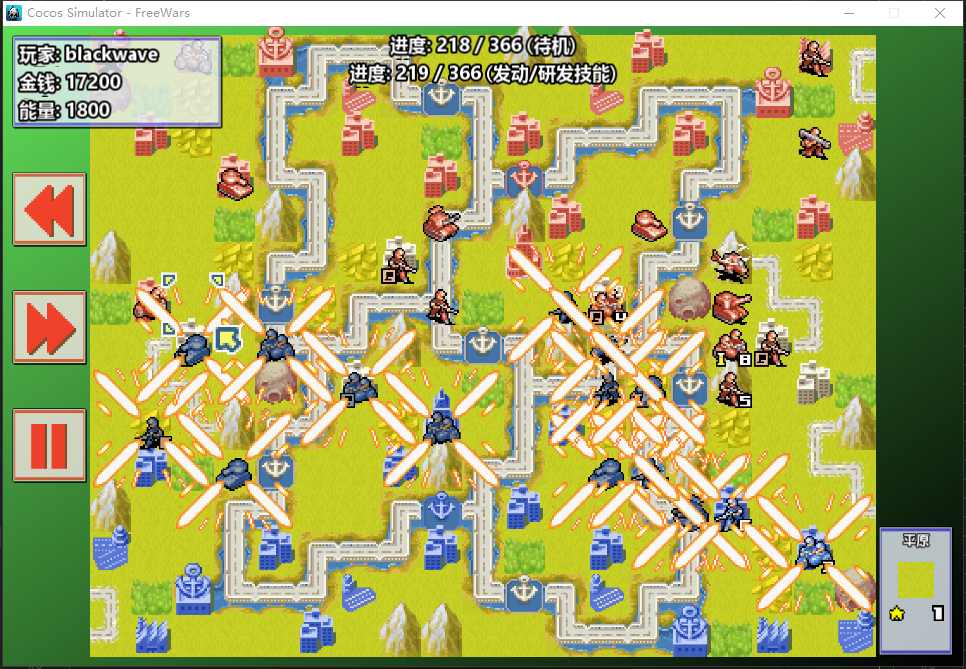 Cocos Simulator - FreeWars
玩家: blackwave
金钱: 17200
能量: 1800
进度: 218 / 366 (待机)
进度: 219 / 366 (发动/研发技能)
平原
1